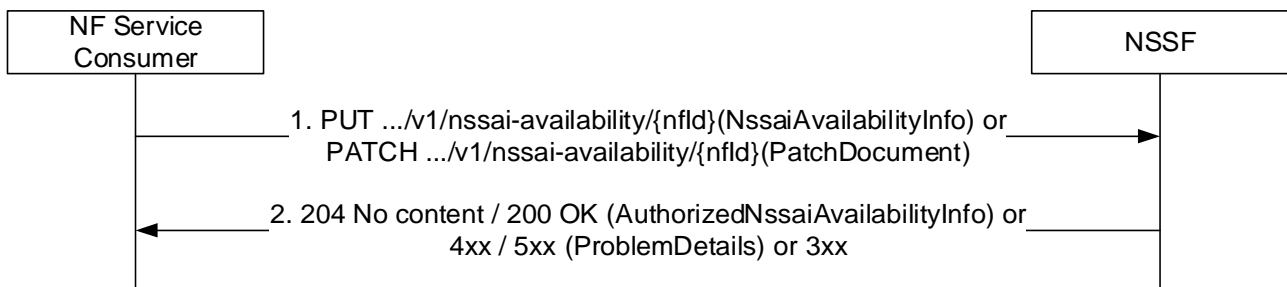 NF Service
Consumer
NSSF
1. PUT .../v1/nssai-availability/{nfId}(NssaiAvailabilityInfo) or
PATCH .../v1/nssai-availability/{nfId}(PatchDocument)
2. 204 No content / 200 OK (AuthorizedNssaiAvailabilityInfo) or
4xx / 5xx (ProblemDetails) or 3xx